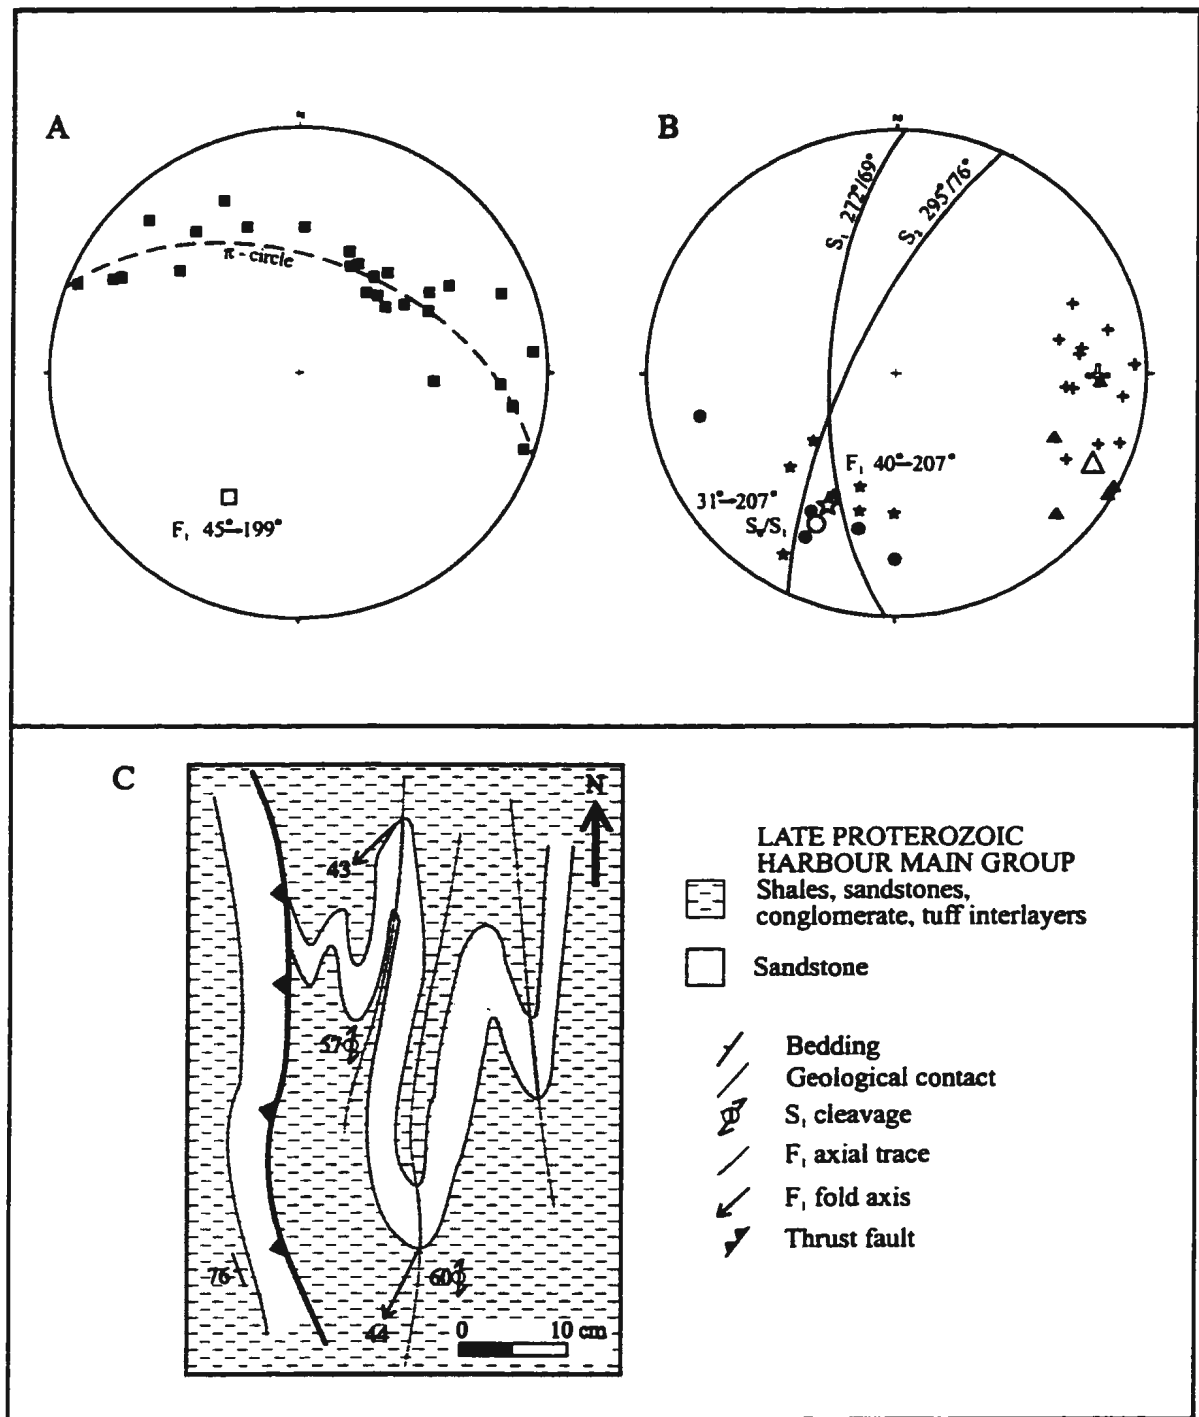 A
N
π - circle
F₁ 45°→199°
B
N
S₁ 272°/69°
S₂ 295°/76°
F₁ 40°→207°
31°→207°
S₀/S₁
C
N
43
57
76
60
44
0 10 cm
LATE PROTEROZOIC
HARBOUR MAIN GROUP
Shales, sandstones,
conglomerate, tuff interlayers
Sandstone
Bedding
Geological contact
S₁ cleavage
F₁ axial trace
F₁ fold axis
Thrust fault